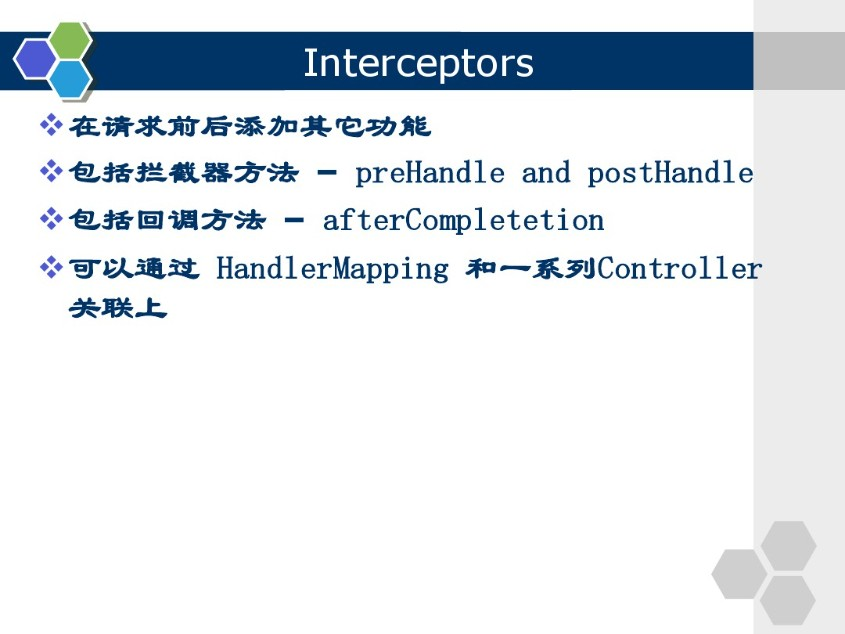 Interceptors
在请求前后添加其它功能
包括拦截器方法 – preHandle and postHandle
包括回调方法 – afterCompletetion
可以通过 HandlerMapping 和一系列Controller
关联上